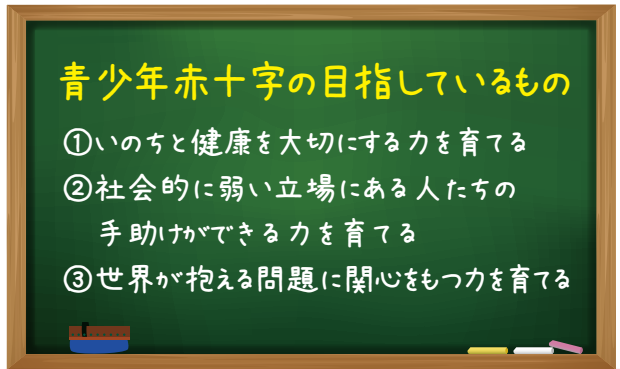 青少年赤十字の目指しているもの
①いのちと健康を大切にする力を育てる
②社会的に弱い立場にある人たちの
手助けができる力を育てる
③世界が抱える問題に関心をもつ力を育てる